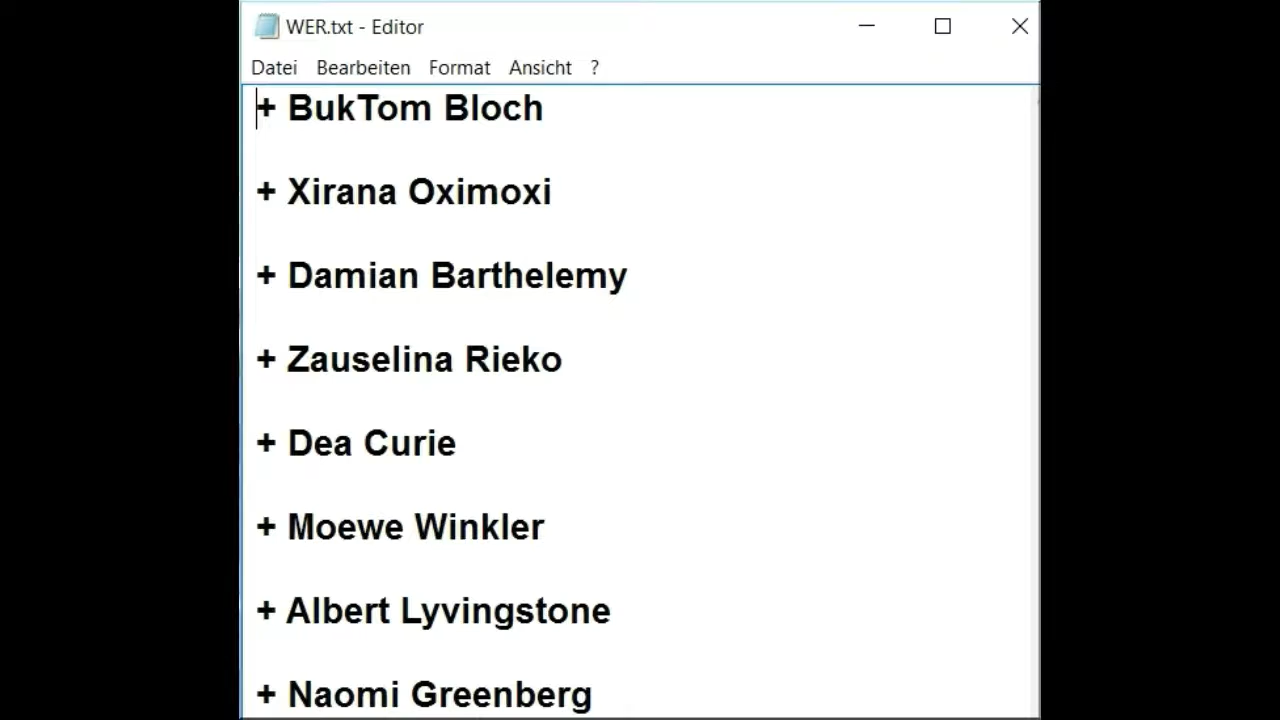 WER.txt - Editor
Datei Bearbeiten Format Ansicht ?
+ BukTom Bloch
+ Xirana Oximoxi
+ Damian Barthelemy
+ Zauselina Rieko
+ Dea Curie
+ Moewe Winkler
+ Albert Lyvingstone
+ Naomi Greenberg